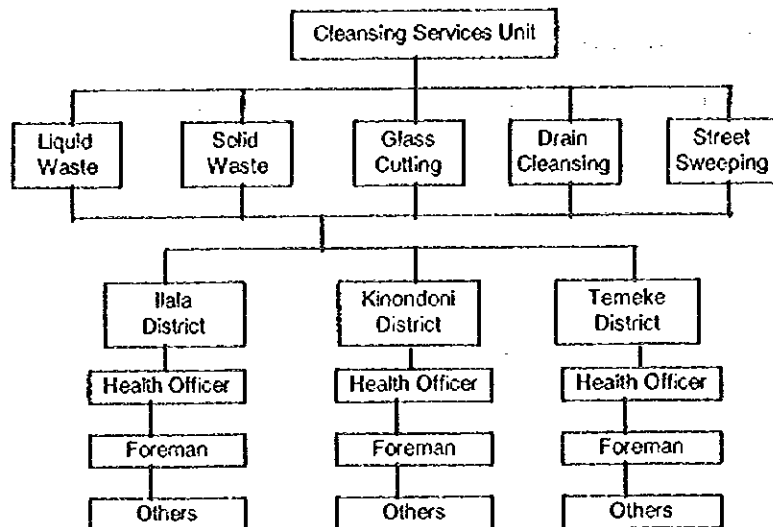 Cleansing Services Unit
Liquid
Waste
Solid
Waste
Glass
Cutting
Drain
Cleansing
Street
Sweeping
Ilala
District
Kinondoni
District
Temeke
District
Health Officer
Health Officer
Health Officer
Foreman
Foreman
Foreman
Others
Others
Others